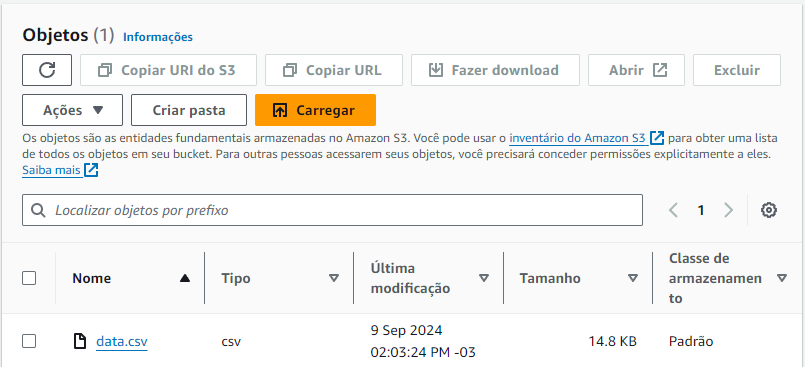 Objetos (1) Informações
Copiar URI do S3 Copiar URL Fazer download Abrir Excluir
Ações Criar pasta Carregar
Os objetos são as entidades fundamentais armazenadas no Amazon S3. Você pode usar o inventário do Amazon S3 para obter uma lista
de todos os objetos em seu bucket. Para outras pessoas acessarem seus objetos, você precisará conceder permissões explicitamente a eles.
Saiba mais
Localizar objetos por prefixo 1
Nome Tipo Última modificação Tamanho Classe de armazenamen to
data.csv csv 9 Sep 2024 02:03:24 PM -03 14.8 KB Padrão